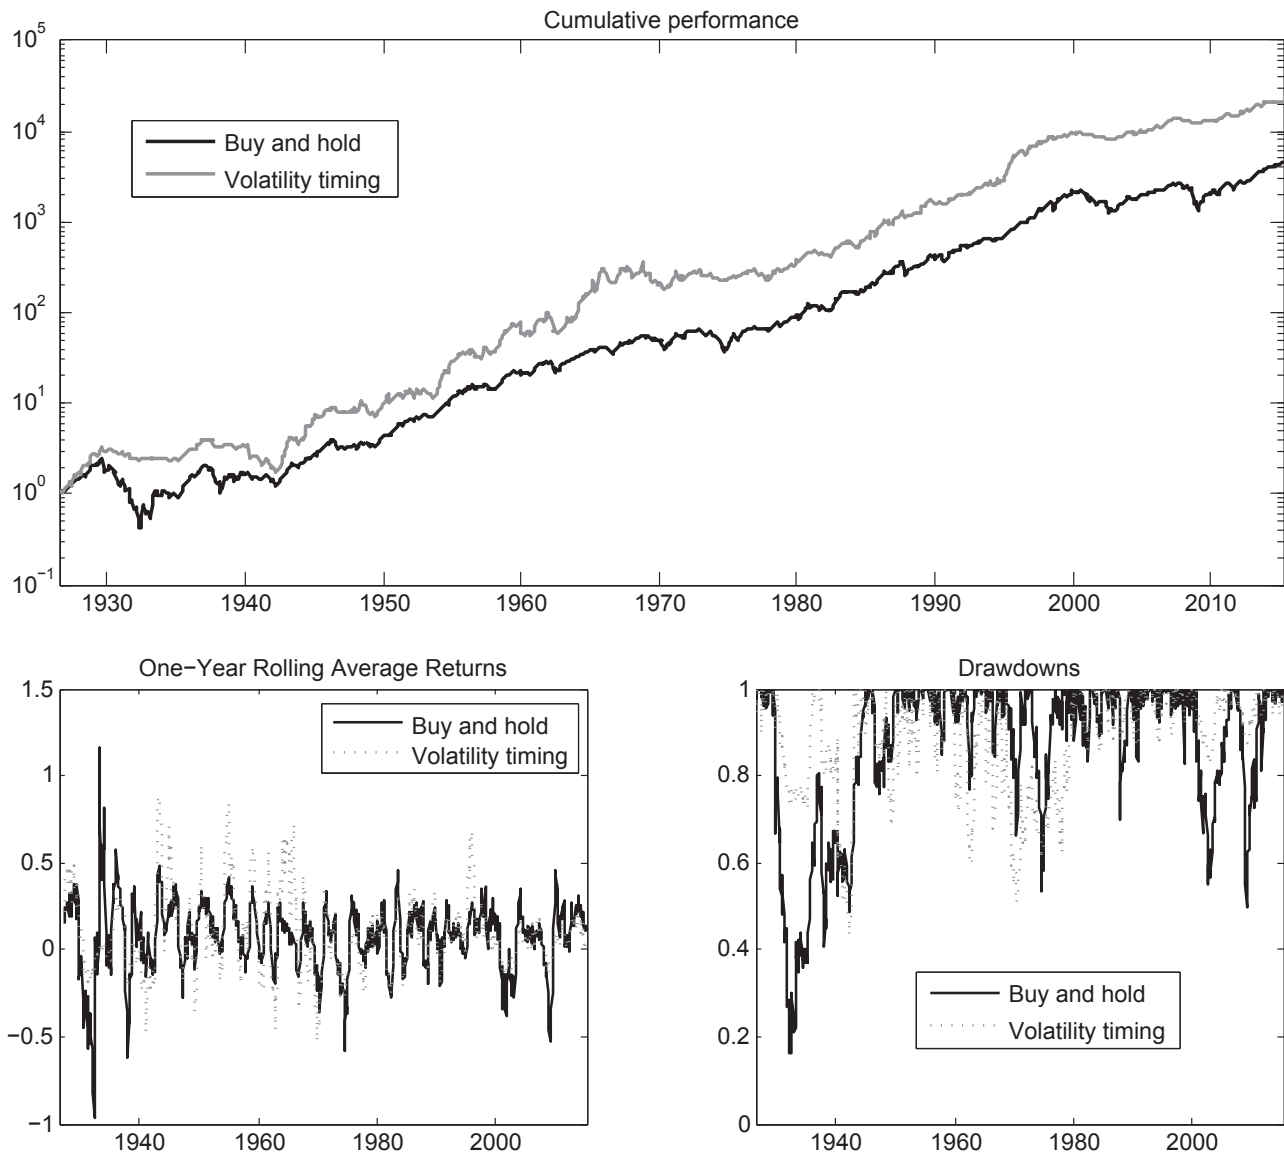 Cumulative performance
10^5
10^4
10^3
10^2
10^1
10^0
10^−1
Buy and hold
Volatility timing
1930 1940 1950 1960 1970 1980 1990 2000 2010
One−Year Rolling Average Returns
1.5
1
0.5
0
−0.5
−1
Buy and hold
Volatility timing
1940 1960 1980 2000
Drawdowns
1
0.8
0.6
0.4
0.2
0
Buy and hold
Volatility timing
1940 1960 1980 2000